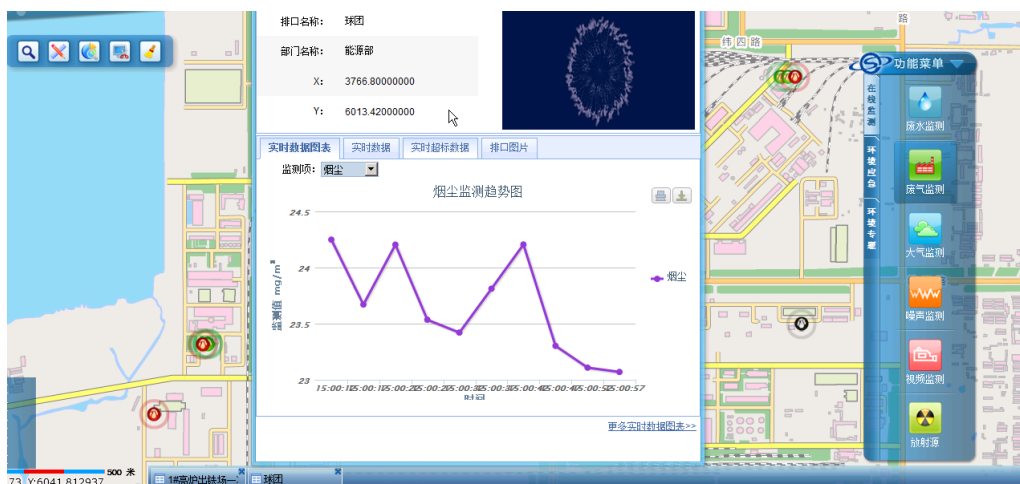 排口名称： 球团
部门名称： 能源部
X： 3766.80000000
Y： 6013.42000000
实时数据图表 实时数据 实时超标数据 排口图片
监测项： 烟尘
烟尘监测趋势图
24.5
24
23.5
23
监测值 mg/m³
烟尘
时间
更多实时数据图表>>
路
纬四路
功能菜单
在线监测
环境应急
环境专题
废水监测
废气监测
大气监测
噪声监测
视频监测
放射源
500 米
73 Y:6041.812937
1#高炉出铁场一
球团